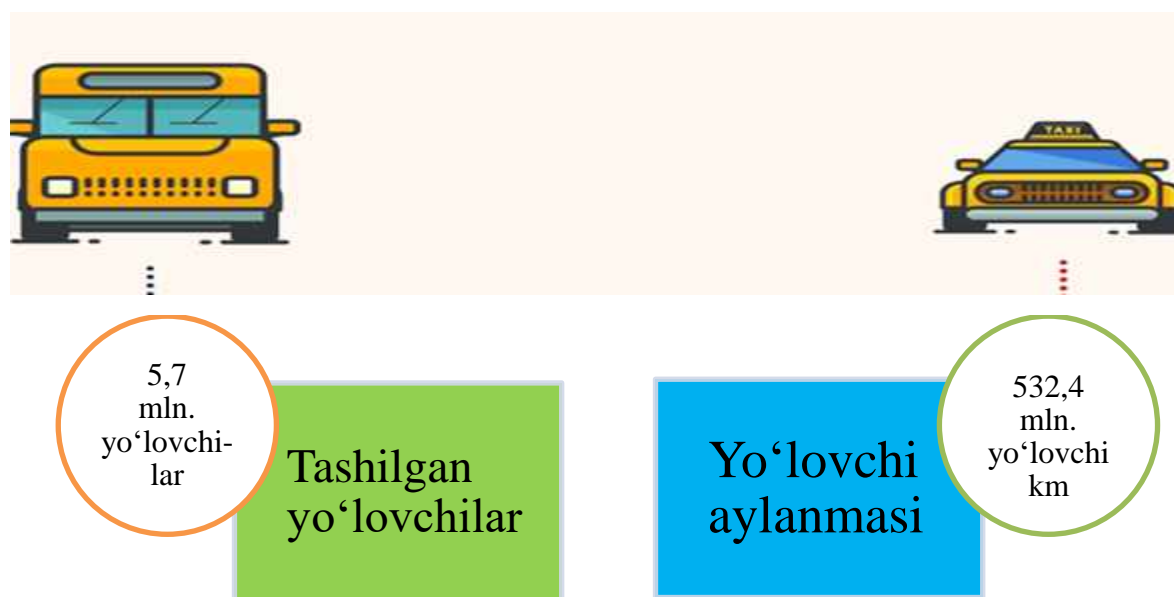 TAXI
5,7
mln.
yo‘lovchi-
lar
Tashilgan
yo‘lovchilar
Yo‘lovchi
aylanmasi
532,4
mln.
yo‘lovchi
km